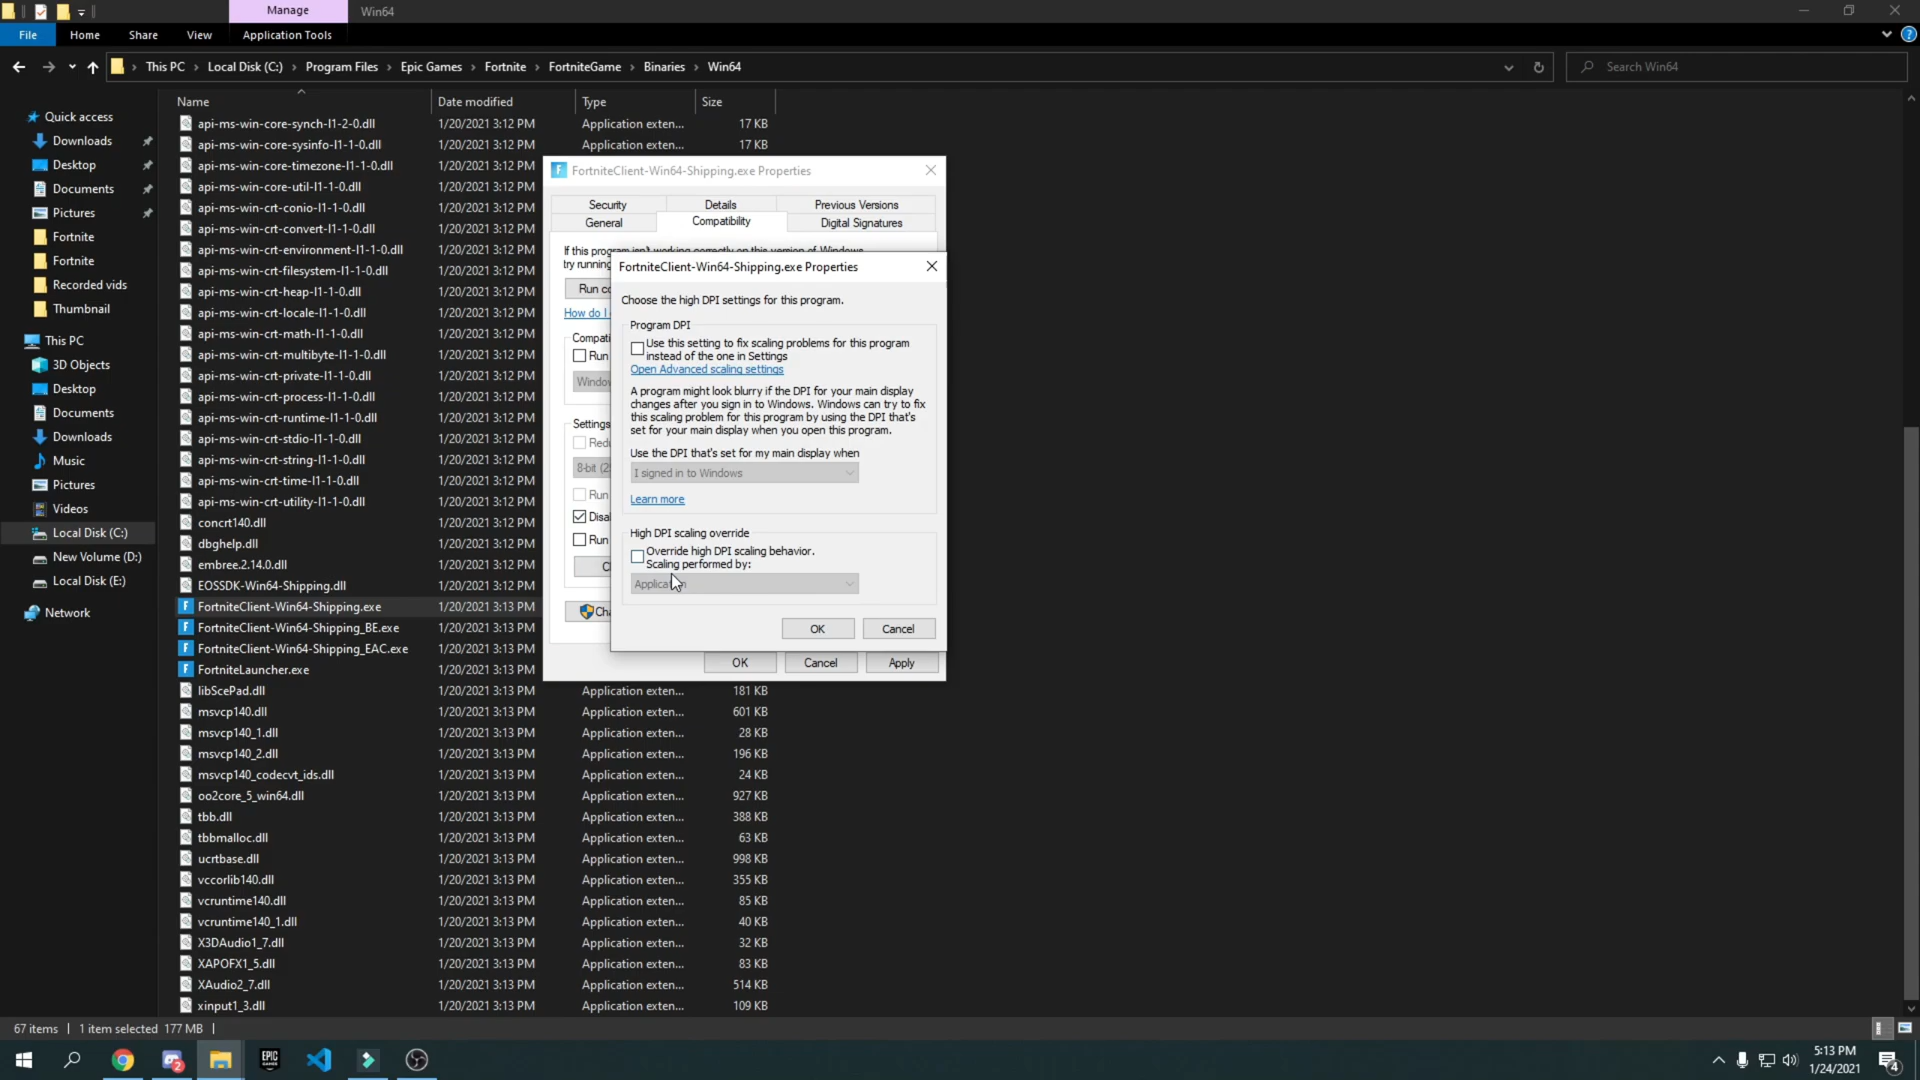 Manage
Win64
File
Home
Share
View
Application Tools
This PC
Local Disk (C:)
Program Files
Epic Games
Fortnite
FortniteGame
Binaries
Win64
Search Win64
Name
Date modified
Type
Size
Quick access
Downloads
Desktop
Documents
Pictures
Fortnite
Fortnite
Recorded vids
Thumbnail
This PC
3D Objects
Desktop
Documents
Downloads
Music
Pictures
Videos
Local Disk (C:)
New Volume (D:)
Local Disk (E:)
Network
api-ms-win-core-synch-l1-2-0.dll 1/20/2021 3:12 PM Application exten... 17 KB
api-ms-win-core-sysinfo-l1-1-0.dll 1/20/2021 3:12 PM Application exten... 17 KB
api-ms-win-core-timezone-l1-1-0.dll 1/20/2021 3:12 PM
api-ms-win-core-util-l1-1-0.dll 1/20/2021 3:12 PM
api-ms-win-crt-conio-l1-1-0.dll 1/20/2021 3:12 PM
api-ms-win-crt-convert-l1-1-0.dll 1/20/2021 3:12 PM
api-ms-win-crt-environment-l1-1-0.dll 1/20/2021 3:12 PM
api-ms-win-crt-filesystem-l1-1-0.dll 1/20/2021 3:12 PM
api-ms-win-crt-heap-l1-1-0.dll 1/20/2021 3:12 PM
api-ms-win-crt-locale-l1-1-0.dll 1/20/2021 3:12 PM
api-ms-win-crt-math-l1-1-0.dll 1/20/2021 3:12 PM
api-ms-win-crt-multibyte-l1-1-0.dll 1/20/2021 3:12 PM
api-ms-win-crt-private-l1-1-0.dll 1/20/2021 3:12 PM
api-ms-win-crt-process-l1-1-0.dll 1/20/2021 3:12 PM
api-ms-win-crt-runtime-l1-1-0.dll 1/20/2021 3:12 PM
api-ms-win-crt-stdio-l1-1-0.dll 1/20/2021 3:12 PM
api-ms-win-crt-string-l1-1-0.dll 1/20/2021 3:12 PM
api-ms-win-crt-time-l1-1-0.dll 1/20/2021 3:12 PM
api-ms-win-crt-utility-l1-1-0.dll 1/20/2021 3:12 PM
concrt140.dll 1/20/2021 3:12 PM
dbghelp.dll 1/20/2021 3:12 PM
embree.2.14.0.dll 1/20/2021 3:12 PM
EOSSDK-Win64-Shipping.dll 1/20/2021 3:12 PM
FortniteClient-Win64-Shipping.exe 1/20/2021 3:13 PM
FortniteClient-Win64-Shipping_BE.exe 1/20/2021 3:13 PM
FortniteClient-Win64-Shipping_EAC.exe 1/20/2021 3:13 PM
FortniteLauncher.exe 1/20/2021 3:13 PM
libScePad.dll 1/20/2021 3:13 PM Application exten... 181 KB
msvcp140.dll 1/20/2021 3:13 PM Application exten... 601 KB
msvcp140_1.dll 1/20/2021 3:13 PM Application exten... 28 KB
msvcp140_2.dll 1/20/2021 3:13 PM Application exten... 196 KB
msvcp140_codecvt_ids.dll 1/20/2021 3:13 PM Application exten... 24 KB
oo2core_5_win64.dll 1/20/2021 3:13 PM Application exten... 927 KB
tbb.dll 1/20/2021 3:13 PM Application exten... 388 KB
tbbmalloc.dll 1/20/2021 3:13 PM Application exten... 63 KB
ucrtbase.dll 1/20/2021 3:13 PM Application exten... 998 KB
vccorlib140.dll 1/20/2021 3:13 PM Application exten... 355 KB
vcruntime140.dll 1/20/2021 3:13 PM Application exten... 85 KB
vcruntime140_1.dll 1/20/2021 3:13 PM Application exten... 40 KB
X3DAudio1_7.dll 1/20/2021 3:13 PM Application exten... 32 KB
XAPOFX1_5.dll 1/20/2021 3:13 PM Application exten... 83 KB
XAudio2_7.dll 1/20/2021 3:13 PM Application exten... 514 KB
xinput1_3.dll 1/20/2021 3:13 PM Application exten... 109 KB
FortniteClient-Win64-Shipping.exe Properties
Security
Details
Previous Versions
General
Compatibility
Digital Signatures
If this program isn't working correctly on this version of Windows,
try running
Run co
How do I
Compati
Run
Window
Settings
Redu
8-bit (25
Run
Disa
Run
C
Cha
OK
Cancel
Apply
FortniteClient-Win64-Shipping.exe Properties
Choose the high DPI settings for this program.
Program DPI
Use this setting to fix scaling problems for this program
instead of the one in Settings
Open Advanced scaling settings
A program might look blurry if the DPI for your main display
changes after you sign in to Windows. Windows can try to fix
this scaling problem for this program by using the DPI that's
set for your main display when you open this program.
Use the DPI that's set for my main display when
I signed in to Windows
Learn more
High DPI scaling override
Override high DPI scaling behavior.
Scaling performed by:
Application
OK
Cancel
67 items
1 item selected 177 MB
EPIC
GAMES
2
5:13 PM
1/24/2021
4